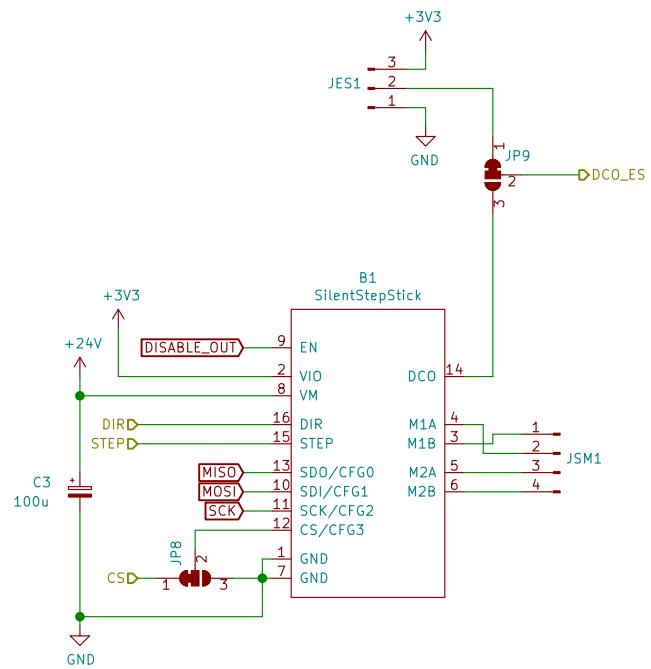 +3V3
3
JES1
2
1
GND
1
JP9
2
DCO_ES
3
B1
SilentStepStick
+3V3
+24V
DISABLE_OUT
9
EN
2
VIO
DCO
14
8
VM
DIR
16
DIR
M1A
4
1
STEP
15
STEP
M1B
3
2
JSM1
MISO
13
SDO/CFG0
M2A
5
3
C3
+
100u
MOSI
10
SDI/CFG1
M2B
6
4
SCK
11
SCK/CFG2
12
CS/CFG3
JP8
2
1
GND
CS
1
3
7
GND
GND